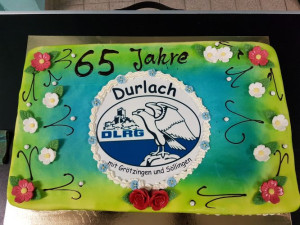 65 Jahre
Durlach
DLRG
mit Grötzingen und Söllingen